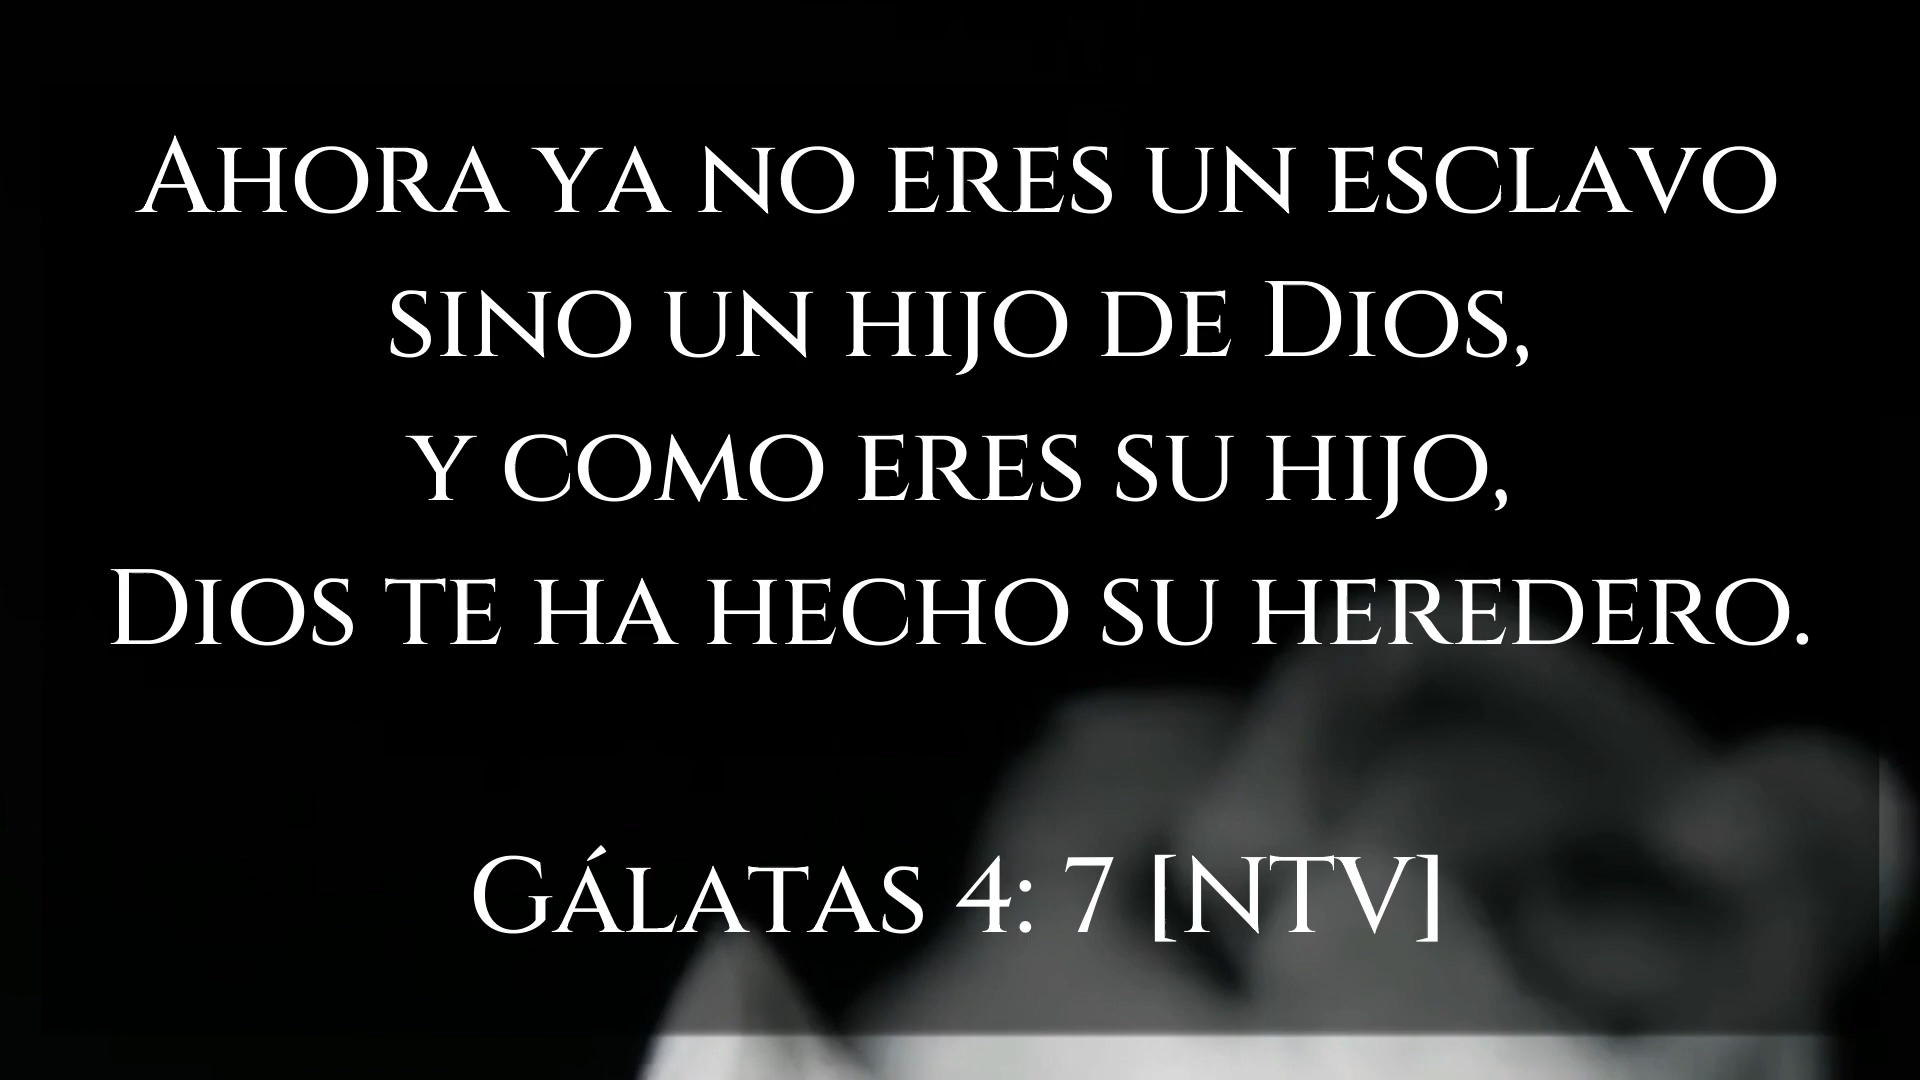 Ahora ya no eres un esclavo
sino un hijo de Dios,
y como eres su hijo,
Dios te ha hecho su heredero.
Gálatas 4: 7 [NTV]